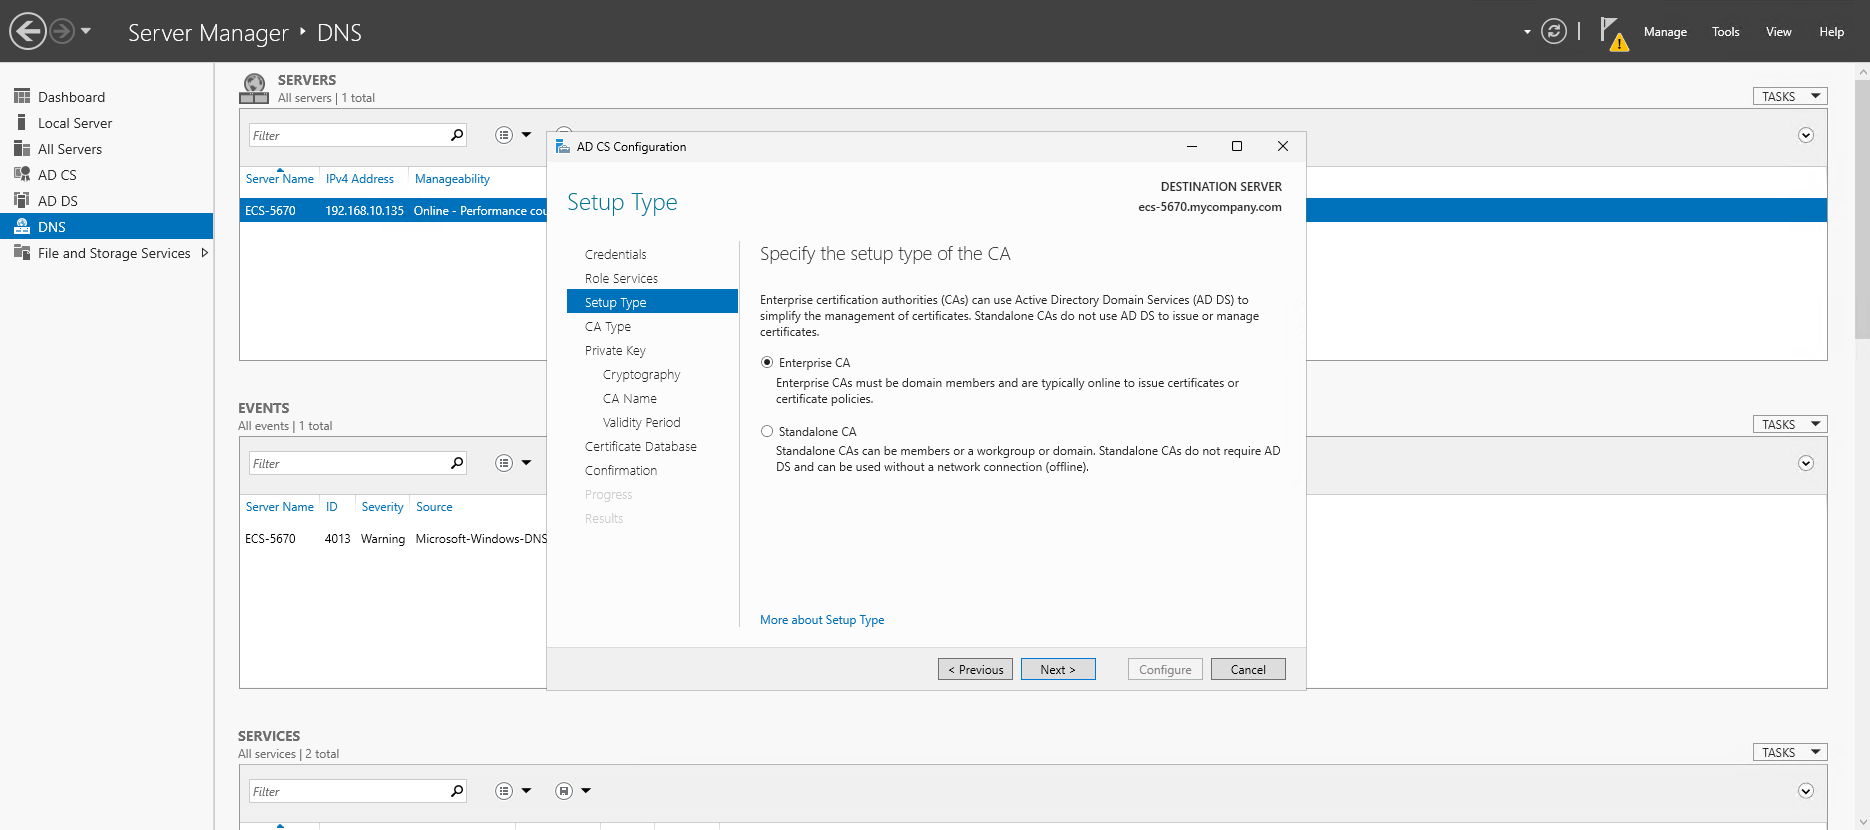 Server Manager ‣ DNS
Manage Tools View Help
Dashboard
Local Server
All Servers
AD CS
AD DS
DNS
File and Storage Services
SERVERS
All servers | 1 total
TASKS
Filter
Server Name IPv4 Address Manageability
ECS-5670 192.168.10.135 Online - Performance cou
EVENTS
All events | 1 total
TASKS
Filter
Server Name ID Severity Source
ECS-5670 4013 Warning Microsoft-Windows-DNS
SERVICES
All services | 2 total
TASKS
Filter
AD CS Configuration
Setup Type
DESTINATION SERVER
ecs-5670.mycompany.com
Credentials
Role Services
Setup Type
CA Type
Private Key
Cryptography
CA Name
Validity Period
Certificate Database
Confirmation
Progress
Results
Specify the setup type of the CA
Enterprise certification authorities (CAs) can use Active Directory Domain Services (AD DS) to
simplify the management of certificates. Standalone CAs do not use AD DS to issue or manage
certificates.
Enterprise CA
Enterprise CAs must be domain members and are typically online to issue certificates or
certificate policies.
Standalone CA
Standalone CAs can be members or a workgroup or domain. Standalone CAs do not require AD
DS and can be used without a network connection (offline).
More about Setup Type
< Previous Next > Configure Cancel